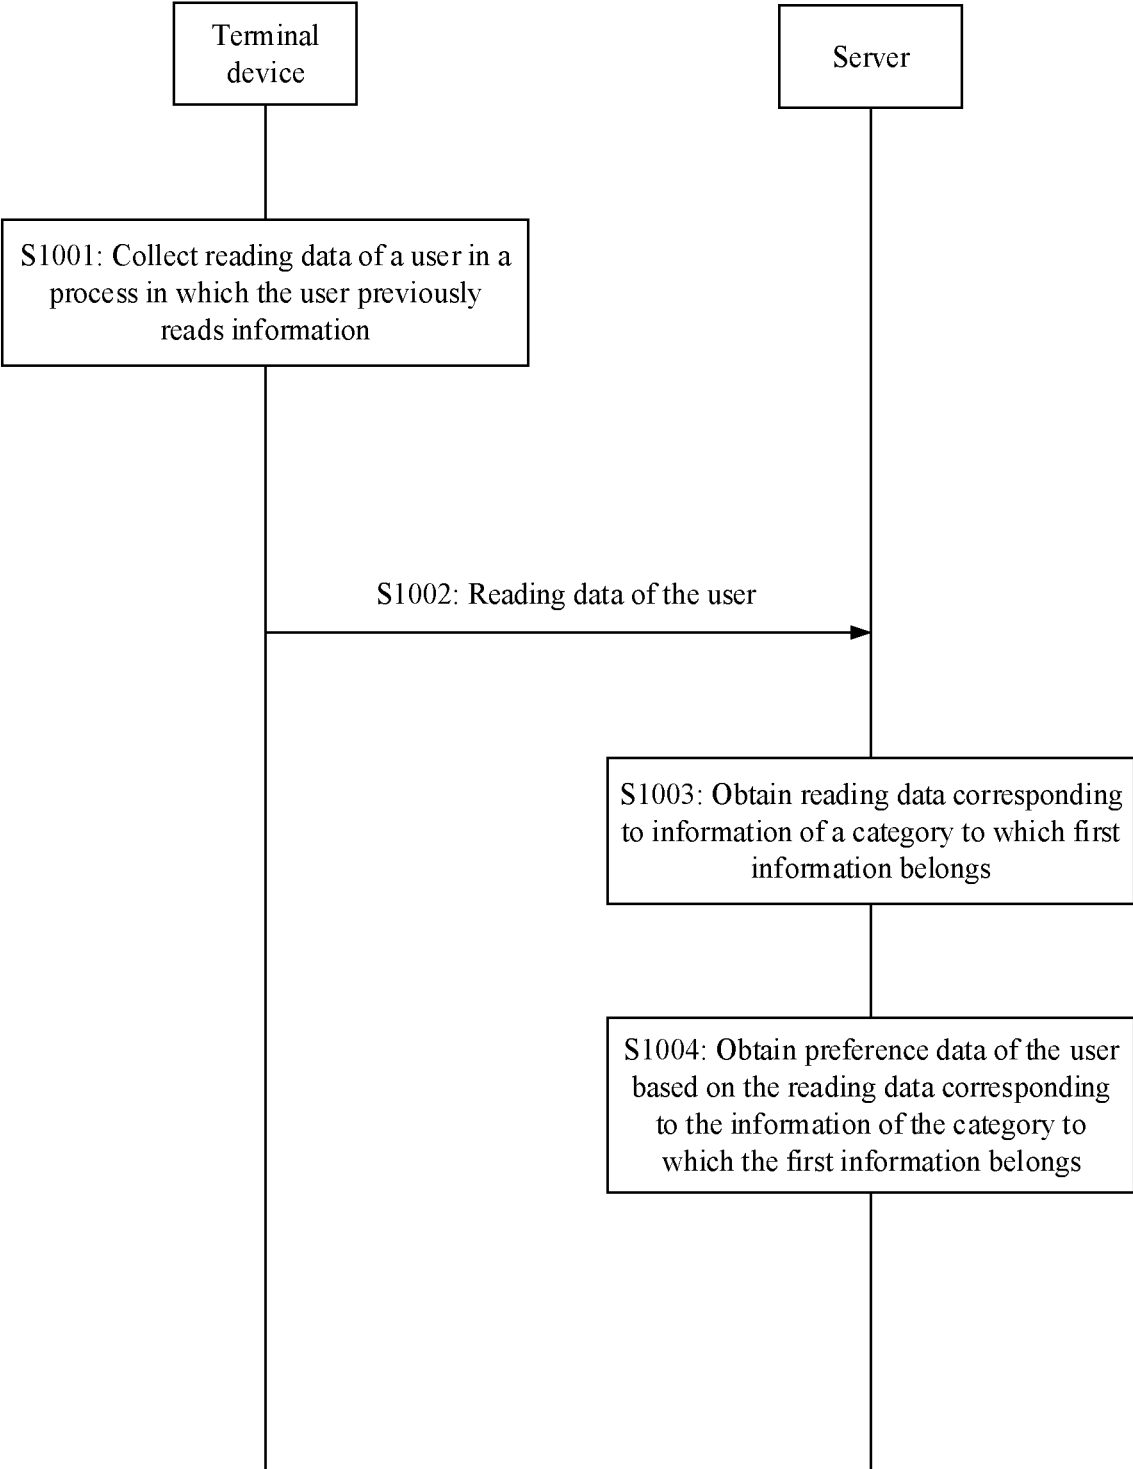 Terminal
device
Server
S1001: Collect reading data of a user in a
process in which the user previously
reads information
S1002: Reading data of the user
S1003: Obtain reading data corresponding
to information of a category to which first
information belongs
S1004: Obtain preference data of the user
based on the reading data corresponding
to the information of the category to
which the first information belongs